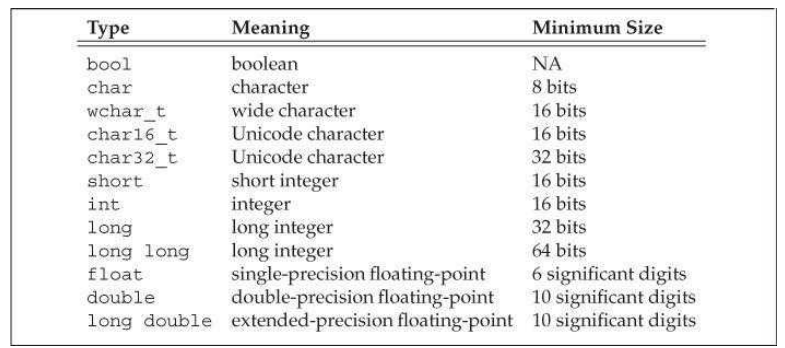 Type Meaning Minimum Size
bool boolean NA
char character 8 bits
wchar_t wide character 16 bits
char16_t Unicode character 16 bits
char32_t Unicode character 32 bits
short short integer 16 bits
int integer 16 bits
long long integer 32 bits
long long long integer 64 bits
float single-precision floating-point 6 significant digits
double double-precision floating-point 10 significant digits
long double extended-precision floating-point 10 significant digits